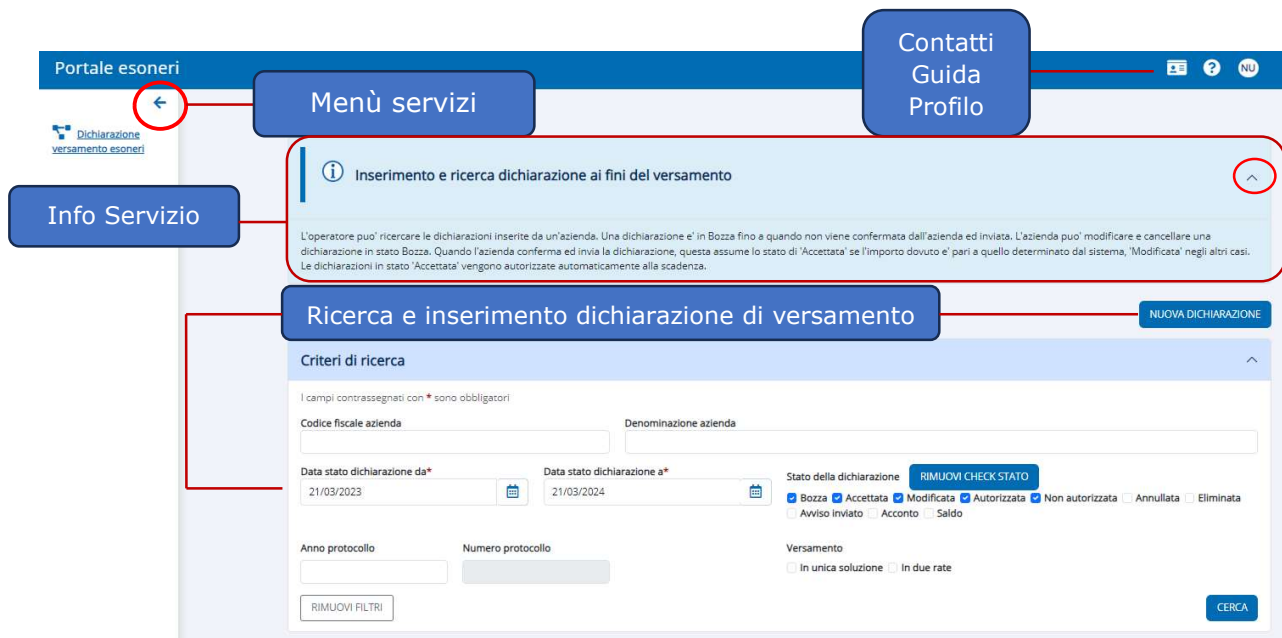 Contatti
Guida
Profilo
Portale esoneri
NU
Menù servizi
Dichiarazione
versamento esoneri
Inserimento e ricerca dichiarazione ai fini del versamento
Info Servizio
L'operatore puo' ricercare le dichiarazioni inserite da un'azienda. Una dichiarazione e' in Bozza fino a quando non viene confermata dall'azienda ed inviata. L'azienda puo' modificare e cancellare una
dichiarazione in stato Bozza. Quando l'azienda conferma ed invia la dichiarazione, questa assume lo stato di 'Accettata' se l'importo dovuto e' pari a quello determinato dal sistema, 'Modificata' negli altri casi.
Le dichiarazioni in stato 'Accettata' vengono autorizzate automaticamente alla scadenza.
Ricerca e inserimento dichiarazione di versamento
NUOVA DICHIARAZIONE
Criteri di ricerca
I campi contrassegnati con * sono obbligatori
Codice fiscale azienda Denominazione azienda
Data stato dichiarazione da* Data stato dichiarazione a* Stato della dichiarazione RIMUOVI CHECK STATO
21/03/2023 21/03/2024 Bozza Accettata Modificata Autorizzata Non autorizzata Annullata Eliminata
Avviso inviato Acconto Saldo
Anno protocollo Numero protocollo Versamento
In unica soluzione In due rate
RIMUOVI FILTRI CERCA